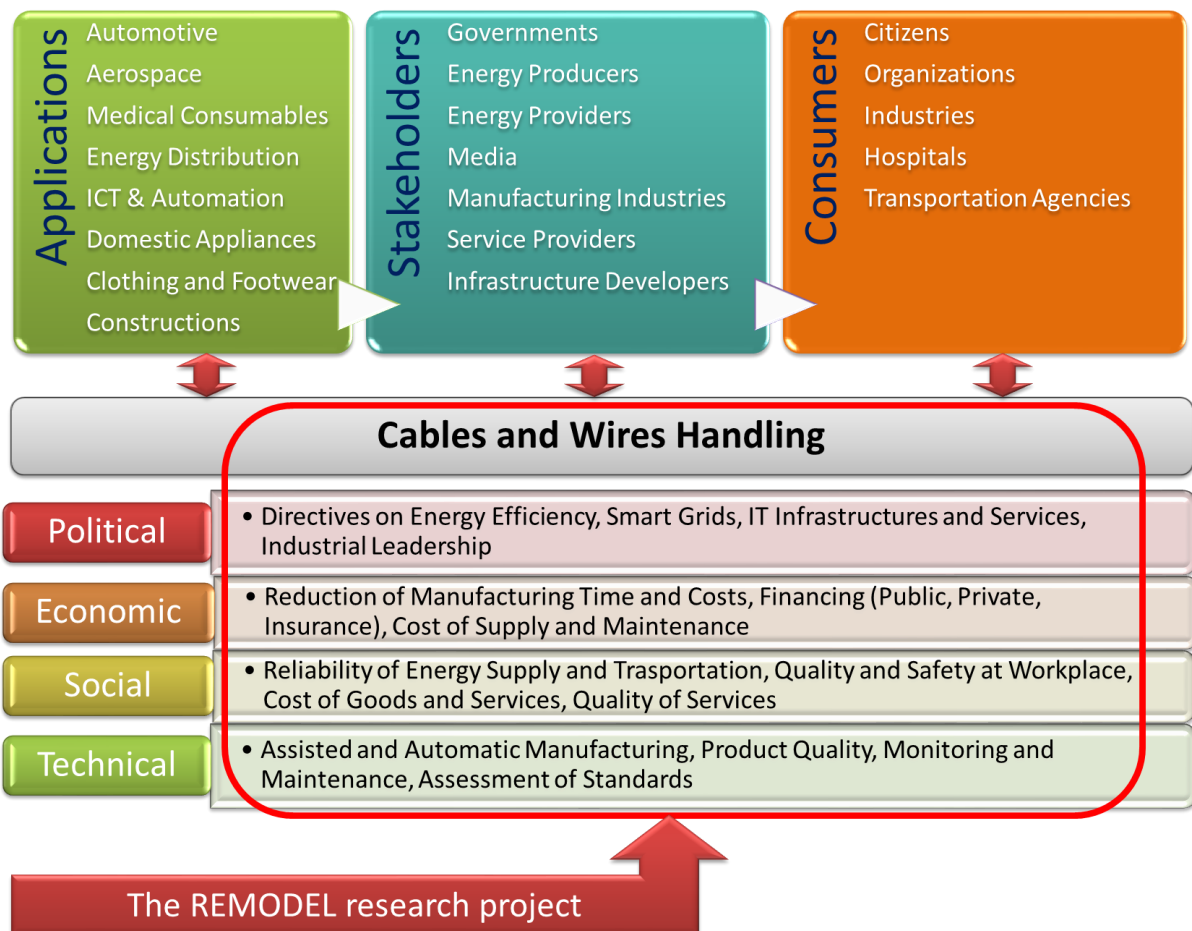 Applications
Automotive
Aerospace
Medical Consumables
Energy Distribution
ICT & Automation
Domestic Appliances
Clothing and Footwear
Constructions
Stakeholders
Governments
Energy Producers
Energy Providers
Media
Manufacturing Industries
Service Providers
Infrastructure Developers
Consumers
Citizens
Organizations
Industries
Hospitals
Transportation Agencies
Cables and Wires Handling
Political
• Directives on Energy Efficiency, Smart Grids, IT Infrastructures and Services,
Industrial Leadership
Economic
• Reduction of Manufacturing Time and Costs, Financing (Public, Private,
Insurance), Cost of Supply and Maintenance
Social
• Reliability of Energy Supply and Trasportation, Quality and Safety at Workplace,
Cost of Goods and Services, Quality of Services
Technical
• Assisted and Automatic Manufacturing, Product Quality, Monitoring and
Maintenance, Assessment of Standards
The REMODEL research project